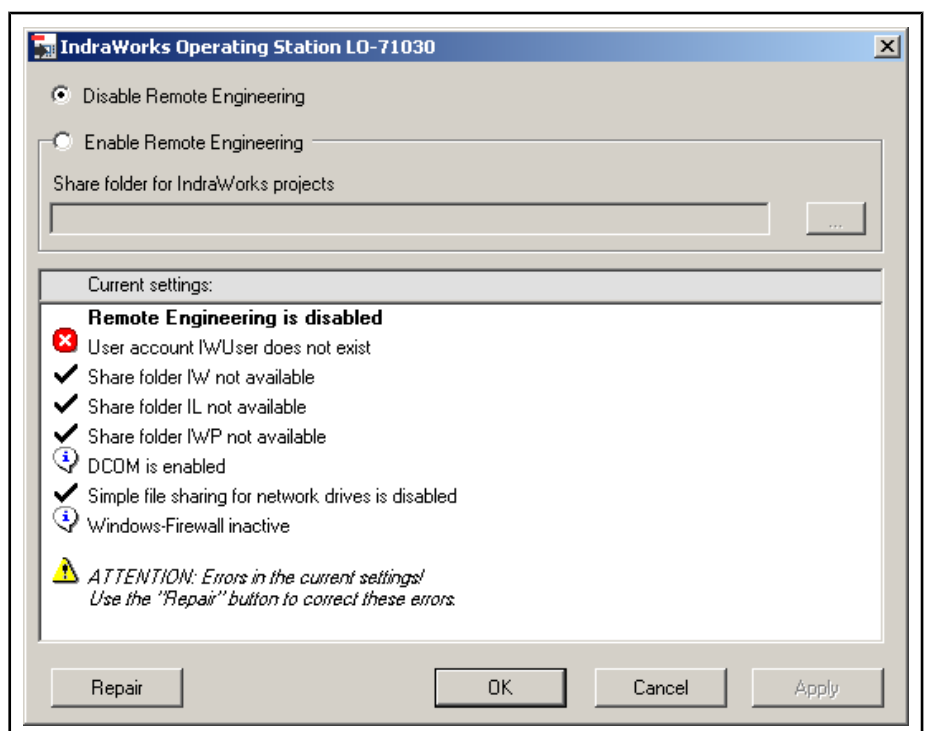 IndraWorks Operating Station LO-71030
Disable Remote Engineering
Enable Remote Engineering
Share folder for IndraWorks projects
...
Current settings:
Remote Engineering is disabled
User account IWUser does not exist
Share folder IW not available
Share folder IL not available
Share folder IWP not available
DCOM is enabled
Simple file sharing for network drives is disabled
Windows-Firewall inactive
ATTENTION: Errors in the current settings!
Use the "Repair" button to correct these errors.
Repair OK Cancel Apply